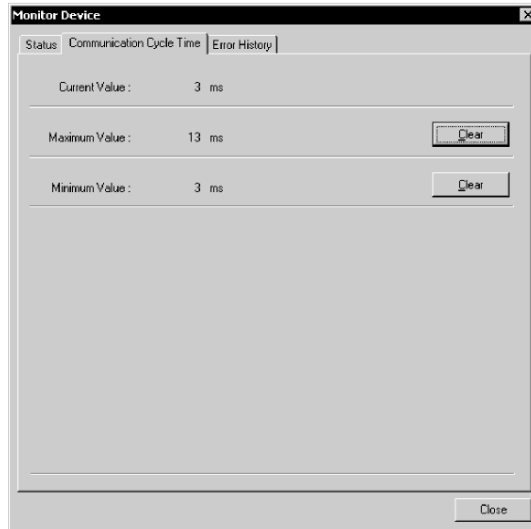 Monitor Device
Status Communication Cycle Time Error History
Current Value : 3 ms
Maximum Value : 13 ms Clear
Minimum Value : 3 ms Clear
Close